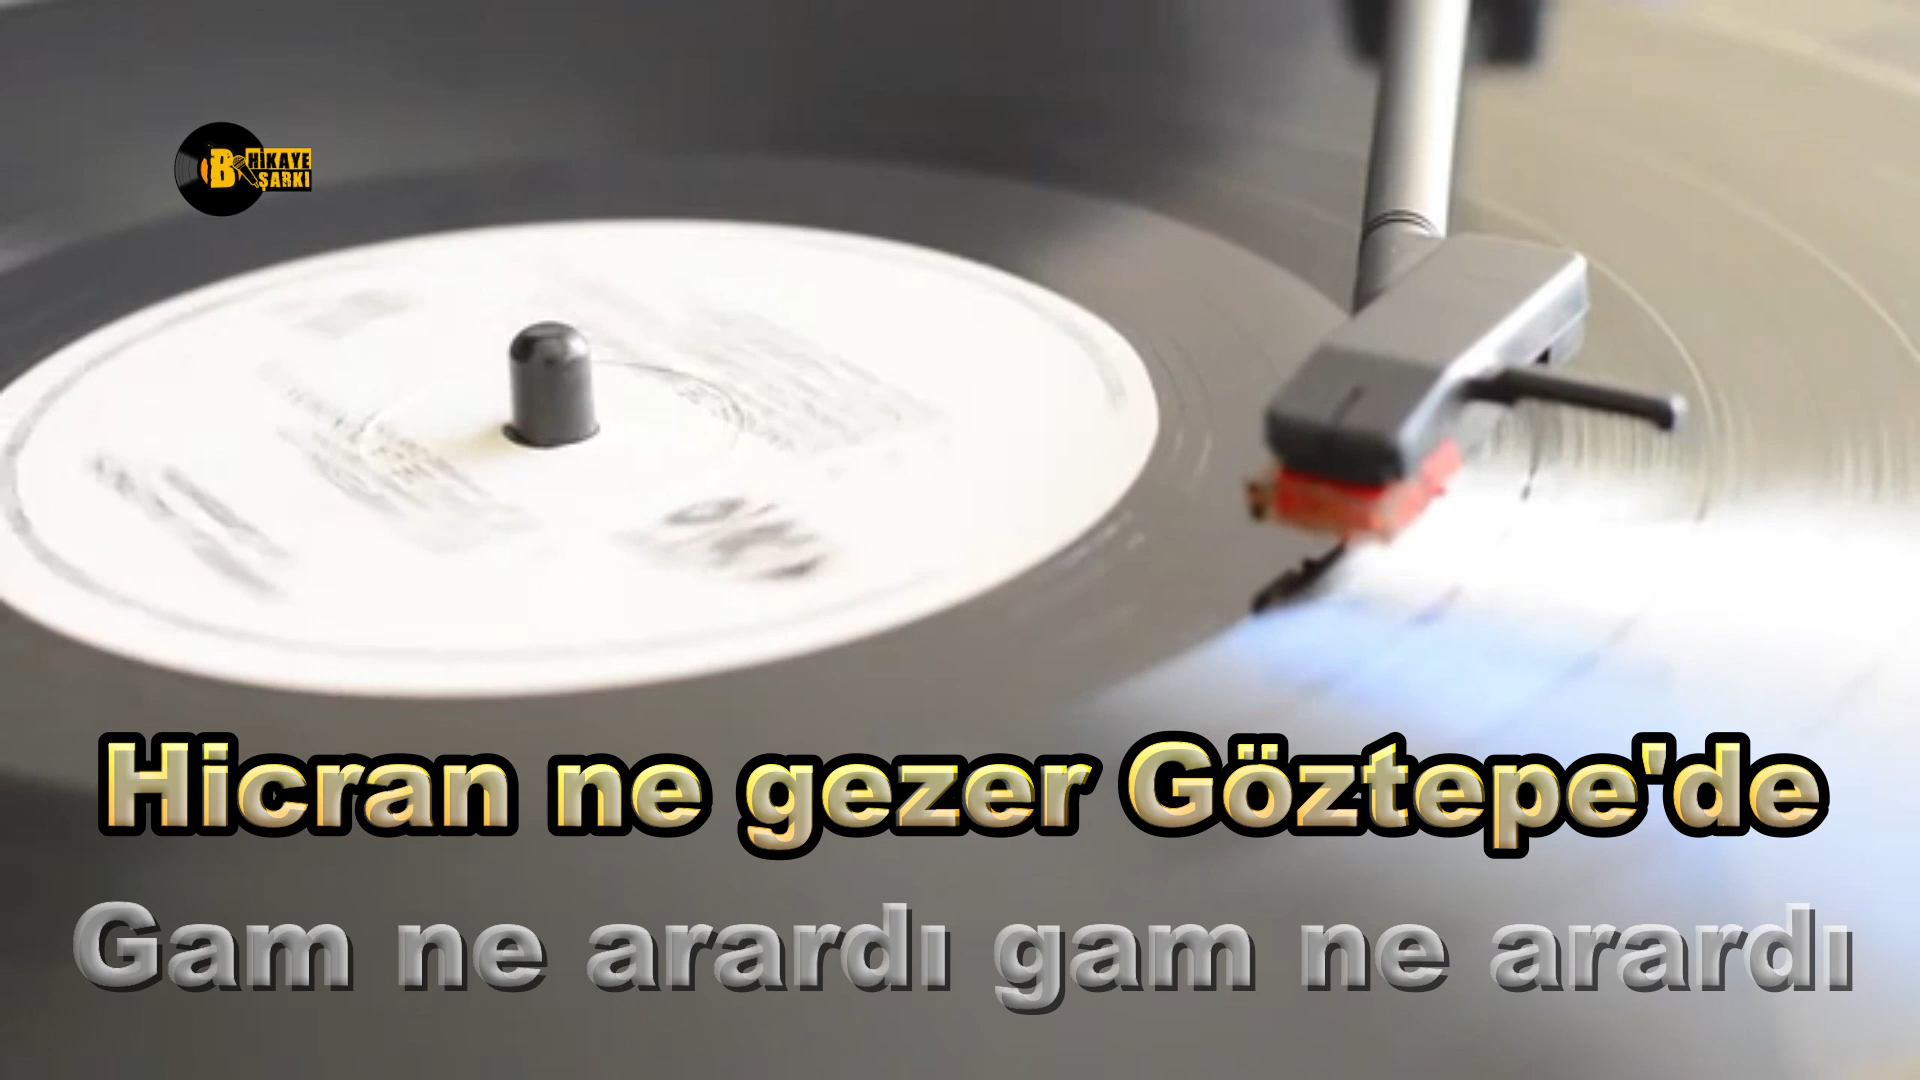 B HİKAYE
ŞARKI
Hicran ne gezer Göztepe'de
Gam ne arardı gam ne arardı